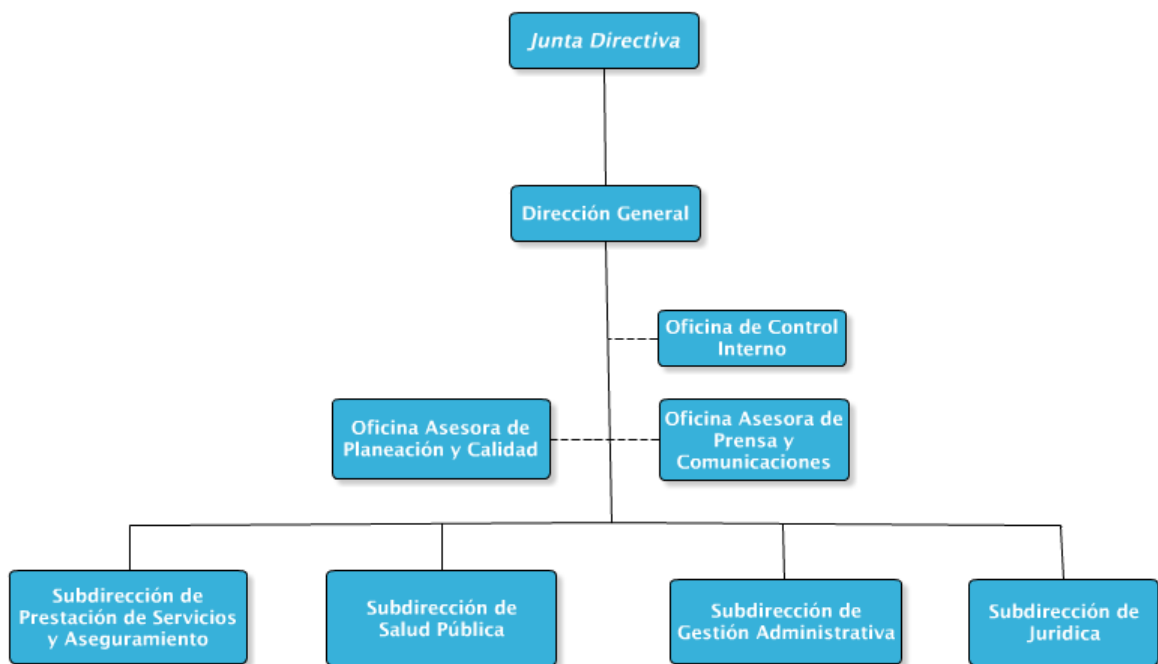 Junta Directiva
Dirección General
Oficina de Control
Interno
Oficina Asesora de
Planeación y Calidad
Oficina Asesora de
Prensa y
Comunicaciones
Subdirección de
Prestación de Servicios
y Aseguramiento
Subdirección de
Salud Pública
Subdirección de
Gestión Administrativa
Subdirección de
Juridica